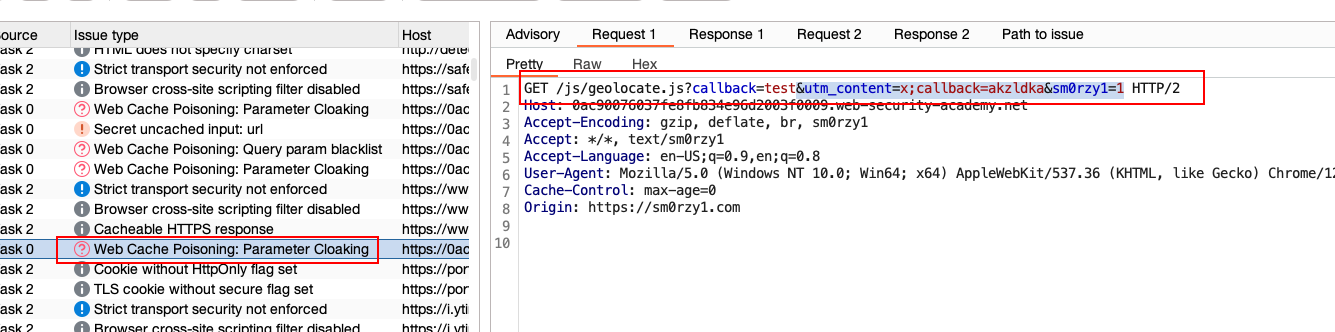 ource Issue type Host
ask 2 HTML does not specify charset http://dete
ask 2 Strict transport security not enforced https://safe
ask 2 Browser cross-site scripting filter disabled https://safe
ask 0 Web Cache Poisoning: Parameter Cloaking https://0ac
ask 0 Secret uncached input: url https://0ac
ask 0 Web Cache Poisoning: Query param blacklist https://0ac
ask 0 Web Cache Poisoning: Parameter Cloaking https://0ac
ask 2 Strict transport security not enforced https://ww
ask 2 Browser cross-site scripting filter disabled https://ww
ask 2 Cacheable HTTPS response https://ww
ask 0 Web Cache Poisoning: Parameter Cloaking https://0ac
ask 2 Cookie without HttpOnly flag set https://por
ask 2 TLS cookie without secure flag set https://por
ask 2 Strict transport security not enforced https://i.yti
ask 2 Browser cross-site scripting filter disabled https://i.yti
Advisory Request 1 Response 1 Request 2 Response 2 Path to issue
Pretty Raw Hex
1 GET /js/geolocate.js?callback=test&utm_content=x;callback=akzldka&sm0rzy1=1 HTTP/2
2 Host: 0ac90076037fe8fb834e96d2003f0009.web-security-academy.net
3 Accept-Encoding: gzip, deflate, br, sm0rzy1
4 Accept: */*, text/sm0rzy1
5 Accept-Language: en-US;q=0.9,en;q=0.8
6 User-Agent: Mozilla/5.0 (Windows NT 10.0; Win64; x64) AppleWebKit/537.36 (KHTML, like Gecko) Chrome/12
7 Cache-Control: max-age=0
8 Origin: https://sm0rzy1.com
9
10